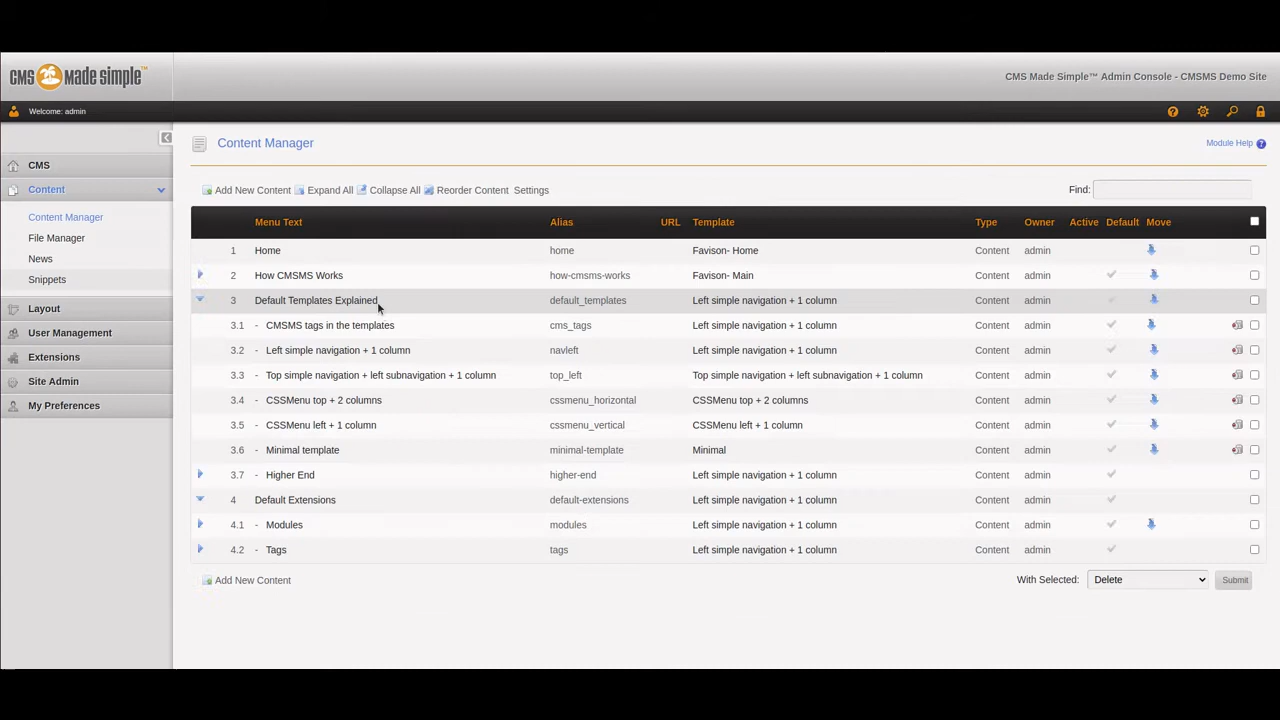 CMS MADE SIMPLE™
CMS Made Simple™ Admin Console - CMSMS Demo Site
Welcome: admin
CMS
Content
Content Manager
File Manager
News
Snippets
Layout
User Management
Extensions
Site Admin
My Preferences
Content Manager
Module Help ?
Add New Content Expand All Collapse All Reorder Content Settings
Find:
Menu Text Alias URL Template Type Owner Active Default Move
1 Home home Favison- Home Content admin
2 How CMSMS Works how-cmsms-works Favison- Main Content admin
3 Default Templates Explained default_templates Left simple navigation + 1 column Content admin
3.1 - CMSMS tags in the templates cms_tags Left simple navigation + 1 column Content admin
3.2 - Left simple navigation + 1 column navleft Left simple navigation + 1 column Content admin
3.3 - Top simple navigation + left subnavigation + 1 column top_left Top simple navigation + left subnavigation + 1 column Content admin
3.4 - CSSMenu top + 2 columns cssmenu_horizontal CSSMenu top + 2 columns Content admin
3.5 - CSSMenu left + 1 column cssmenu_vertical CSSMenu left + 1 column Content admin
3.6 - Minimal template minimal-template Minimal Content admin
3.7 - Higher End higher-end Left simple navigation + 1 column Content admin
4 Default Extensions default-extensions Left simple navigation + 1 column Content admin
4.1 - Modules modules Left simple navigation + 1 column Content admin
4.2 - Tags tags Left simple navigation + 1 column Content admin
Add New Content
With Selected: Delete Submit